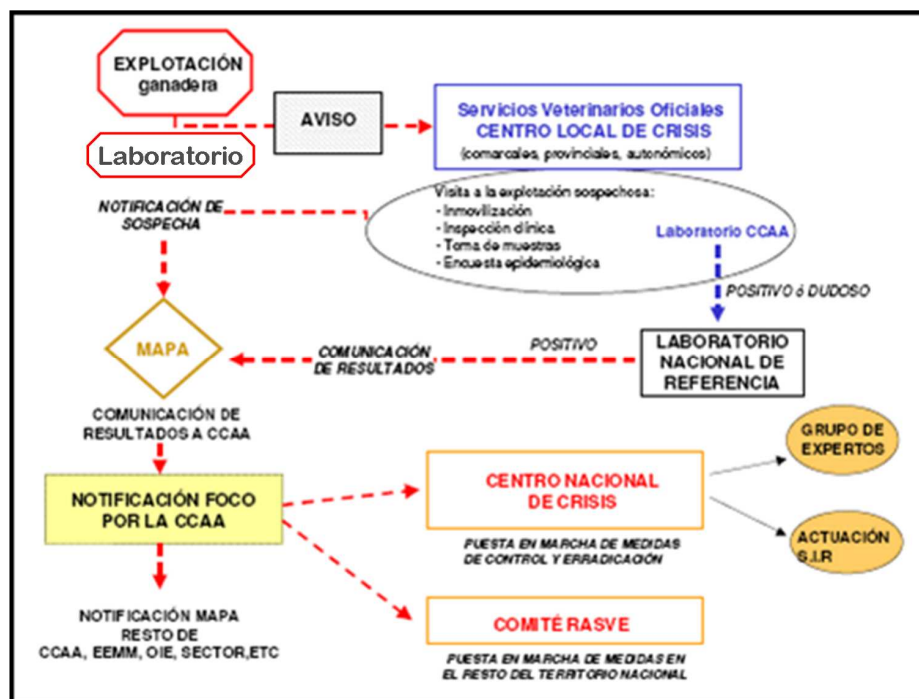 EXPLOTACIÓN
ganadera
AVISO
Servicios Veterinarios Oficiales
CENTRO LOCAL DE CRISIS
(comarcales, provinciales, autonómicos)
Laboratorio
NOTIFICACIÓN DE
SOSPECHA
Visita a la explotación sospechosa:
- Inmovilización
- Inspección clínica
- Toma de muestras
- Encuesta epidemiológica
Laboratorio CCAA
POSITIVO ó DUDOSO
MAPA
COMUNICACIÓN
DE RESULTADOS
POSITIVO
LABORATORIO
NACIONAL DE
REFERENCIA
COMUNICACIÓN DE
RESULTADOS A CCAA
GRUPO DE
EXPERTOS
NOTIFICACIÓN FOCO
POR LA CCAA
CENTRO NACIONAL
DE CRISIS
PUESTA EN MARCHA DE MEDIDAS
DE CONTROL Y ERRADICACIÓN
ACTUACIÓN
S.I.R
NOTIFICACIÓN MAPA
RESTO DE
CCAA, EEMM, OIE, SECTOR,ETC
COMITÉ RASVE
PUESTA EN MARCHA DE MEDIDAS EN
EL RESTO DEL TERRITORIO NACIONAL